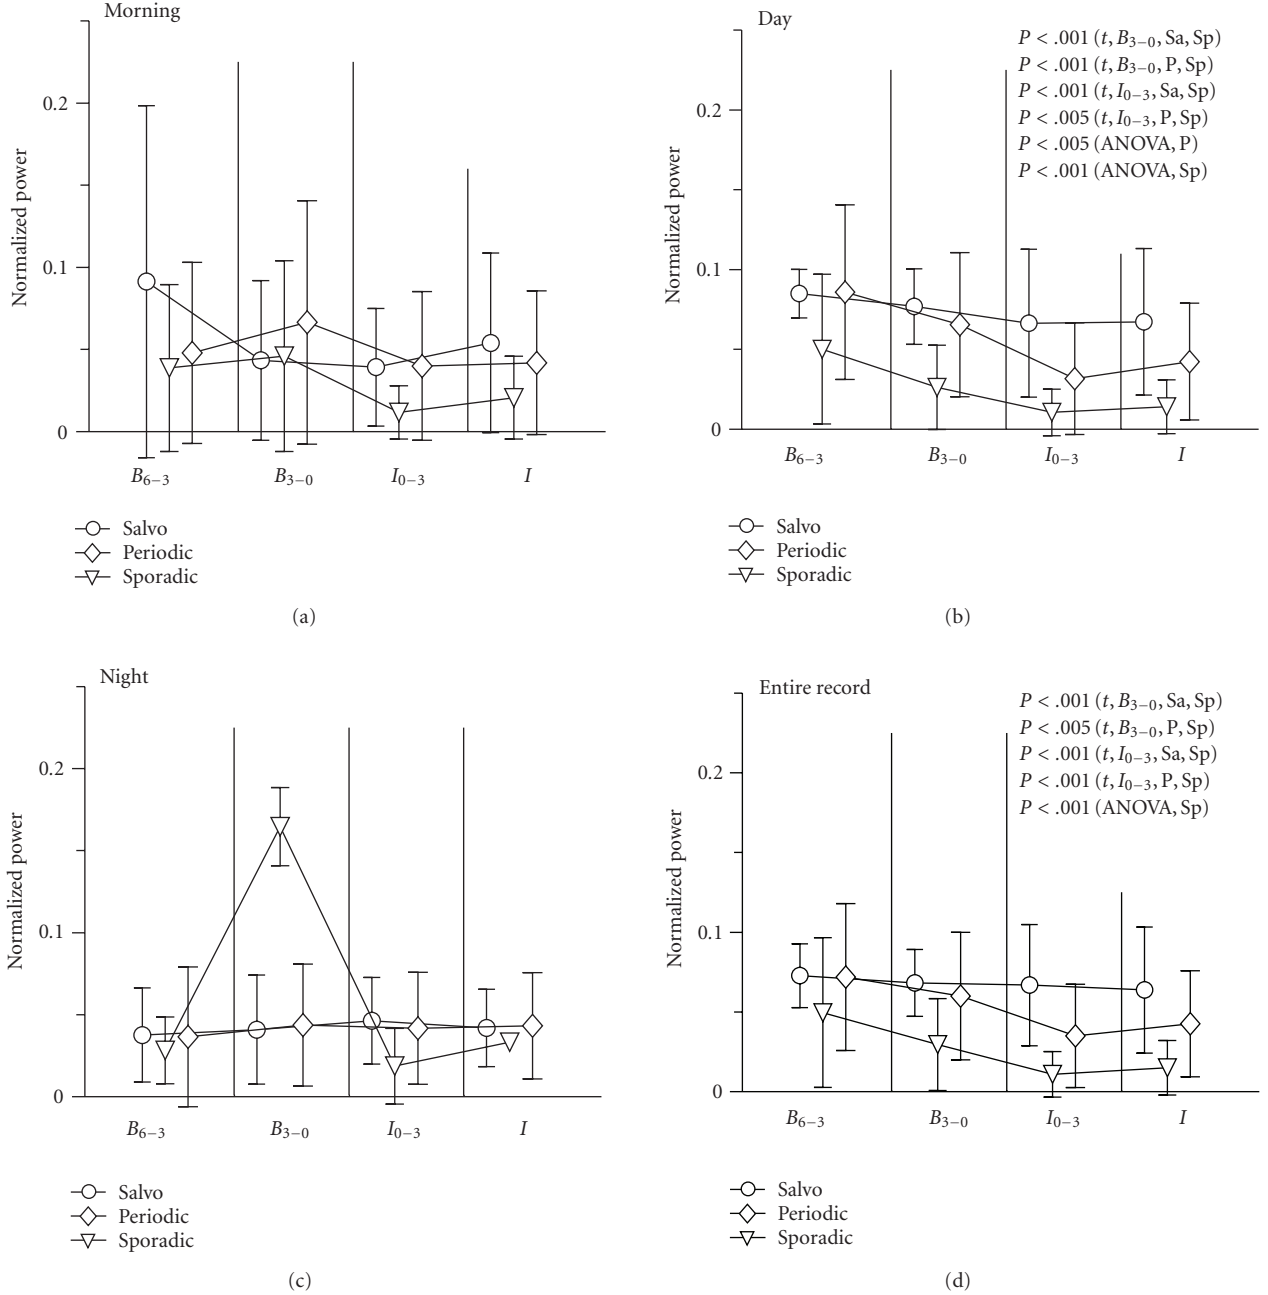 Morning
Normalized power
0.2
0.1
0
B6−3
B3−0
I0−3
I
Salvo
Periodic
Sporadic
(a)
Day
P < .001 (t, B3−0, Sa, Sp)
P < .001 (t, B3−0, P, Sp)
P < .001 (t, I0−3, Sa, Sp)
P < .005 (t, I0−3, P, Sp)
P < .005 (ANOVA, P)
P < .001 (ANOVA, Sp)
Normalized power
0.2
0.1
0
B6−3
B3−0
I0−3
I
Salvo
Periodic
Sporadic
(b)
Night
Normalized power
0.2
0.1
0
B6−3
B3−0
I0−3
I
Salvo
Periodic
Sporadic
(c)
Entire record
P < .001 (t, B3−0, Sa, Sp)
P < .005 (t, B3−0, P, Sp)
P < .001 (t, I0−3, Sa, Sp)
P < .001 (t, I0−3, P, Sp)
P < .001 (ANOVA, Sp)
Normalized power
0.2
0.1
0
B6−3
B3−0
I0−3
I
Salvo
Periodic
Sporadic
(d)